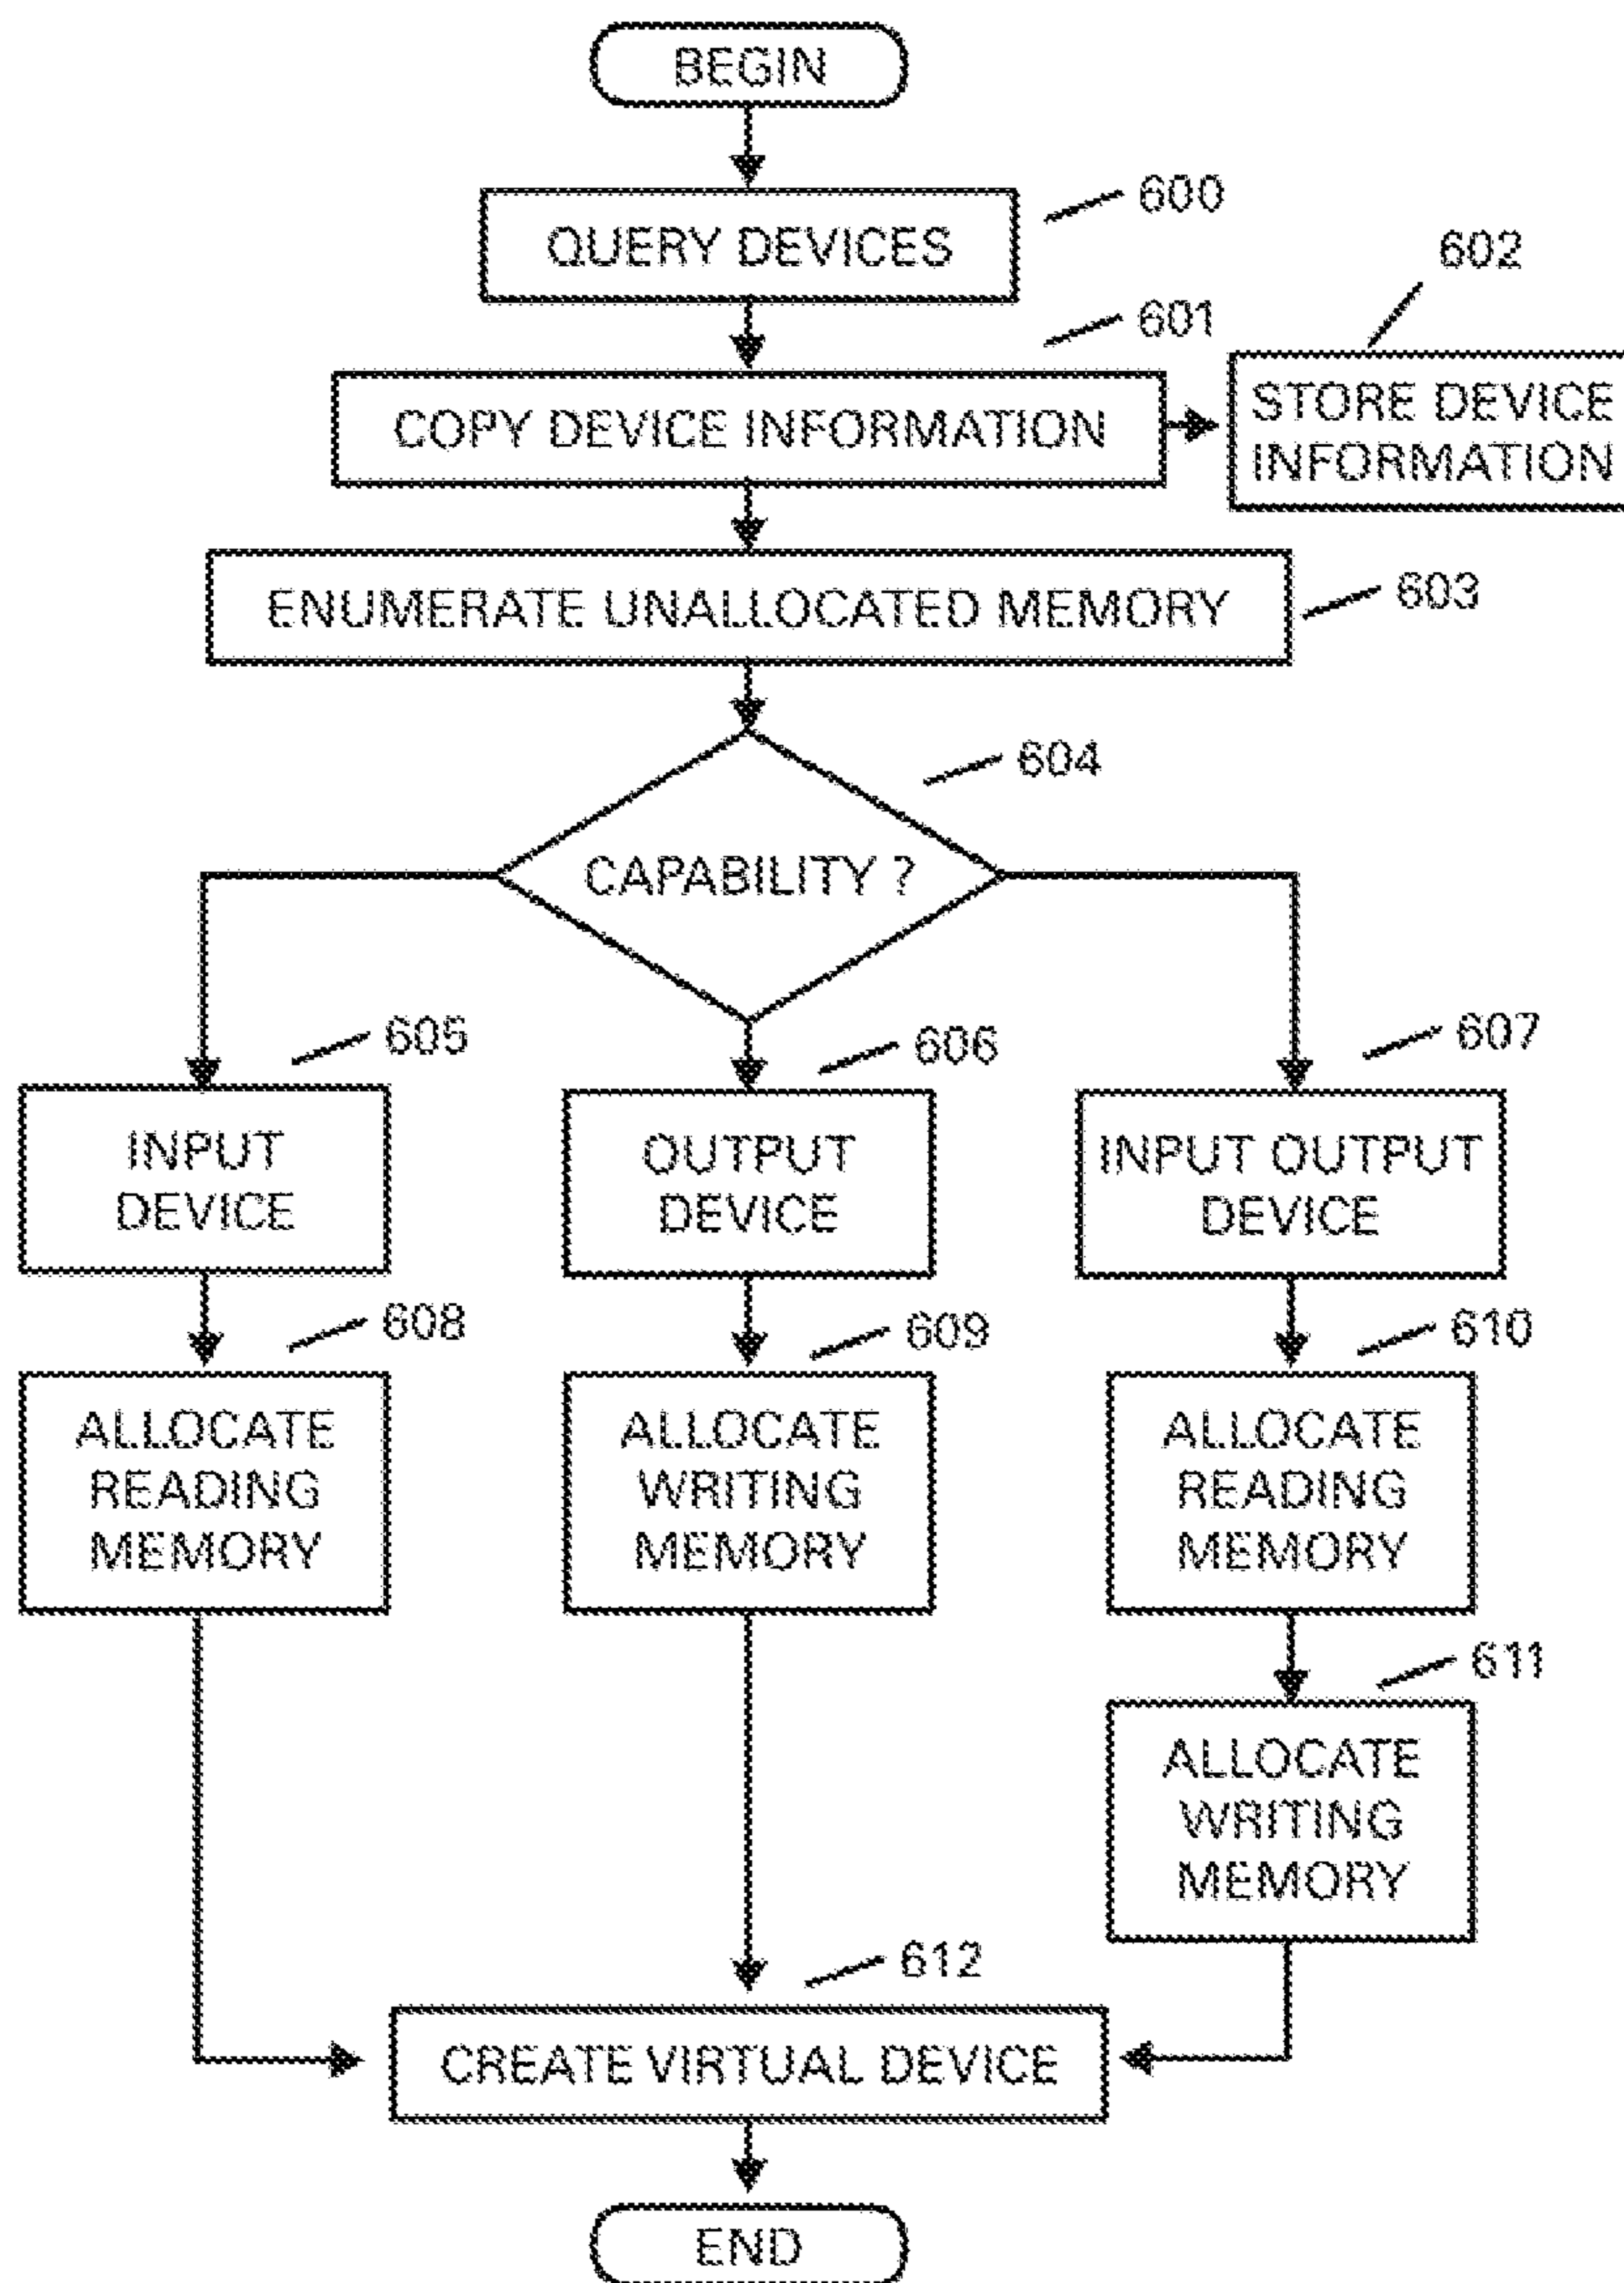 BEGIN
600
QUERY DEVICES
602
601
COPY DEVICE INFORMATION
STORE DEVICE
INFORMATION
603
ENUMERATE UNALLOCATED MEMORY
604
CAPABILITY ?
605
606
607
INPUT
DEVICE
OUTPUT
DEVICE
INPUT OUTPUT
DEVICE
608
609
610
ALLOCATE
READING
MEMORY
ALLOCATE
WRITING
MEMORY
ALLOCATE
READING
MEMORY
611
ALLOCATE
WRITING
MEMORY
612
CREATE VIRTUAL DEVICE
END